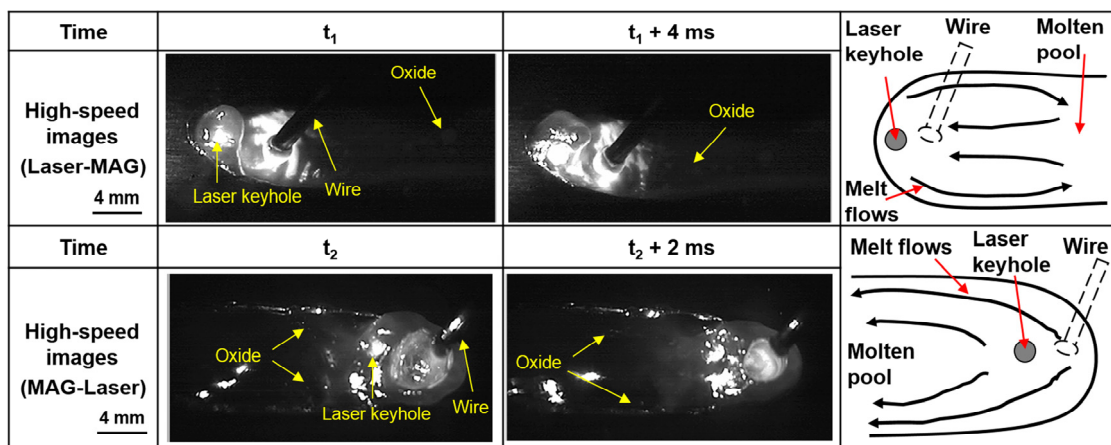 Time
t₁
t₁ + 4 ms
Laser
keyhole
Wire
Molten
pool
High-speed
images
(Laser-MAG)
4 mm
Oxide
Laser keyhole
Wire
Oxide
Melt
flows
Time
t₂
t₂ + 2 ms
Melt flows
Laser
keyhole
Wire
High-speed
images
(MAG-Laser)
4 mm
Oxide
Laser keyhole
Wire
Oxide
Molten
pool